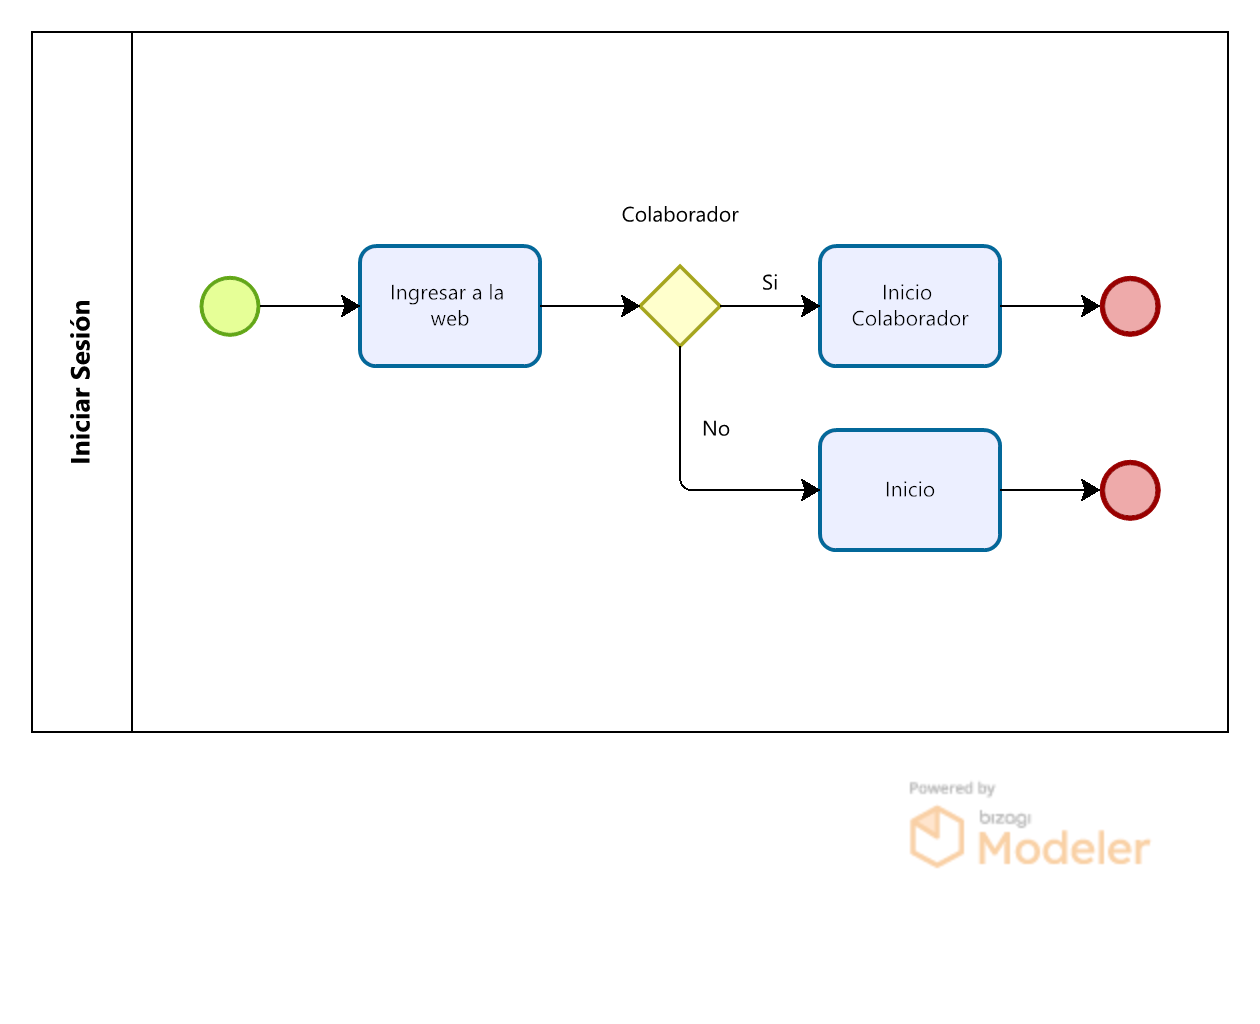 Iniciar Sesión
Colaborador
Ingresar a la
web
Si
Inicio
Colaborador
No
Inicio
Powered by
bizagi
Modeler